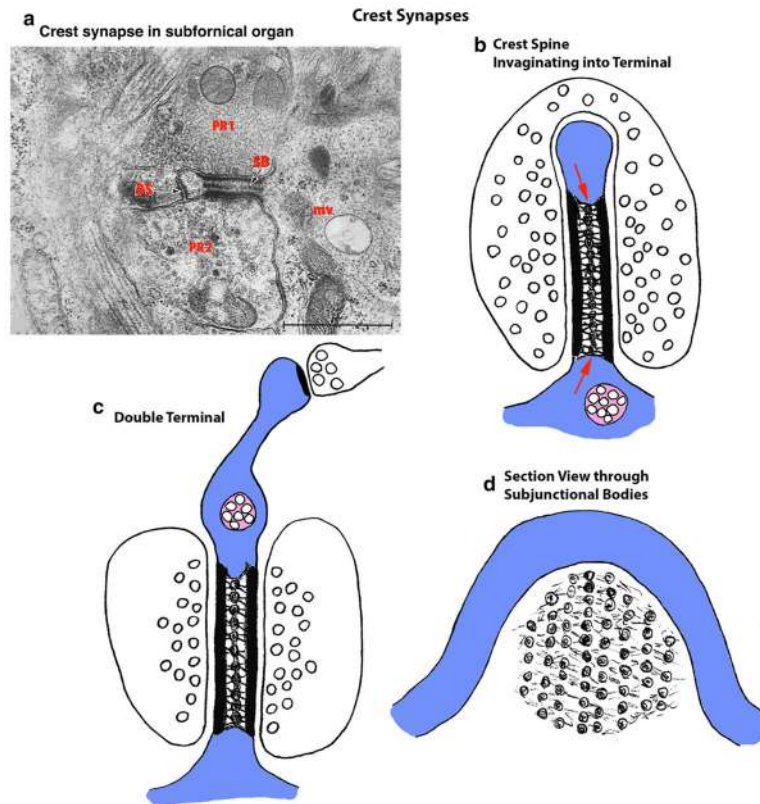 Crest Synapses
a
Crest synapse in subfornical organ
PR1
SB
mv
PR2
b
Crest Spine
Invaginating into Terminal
c
Double Terminal
d
Section View through
Subjunctional Bodies